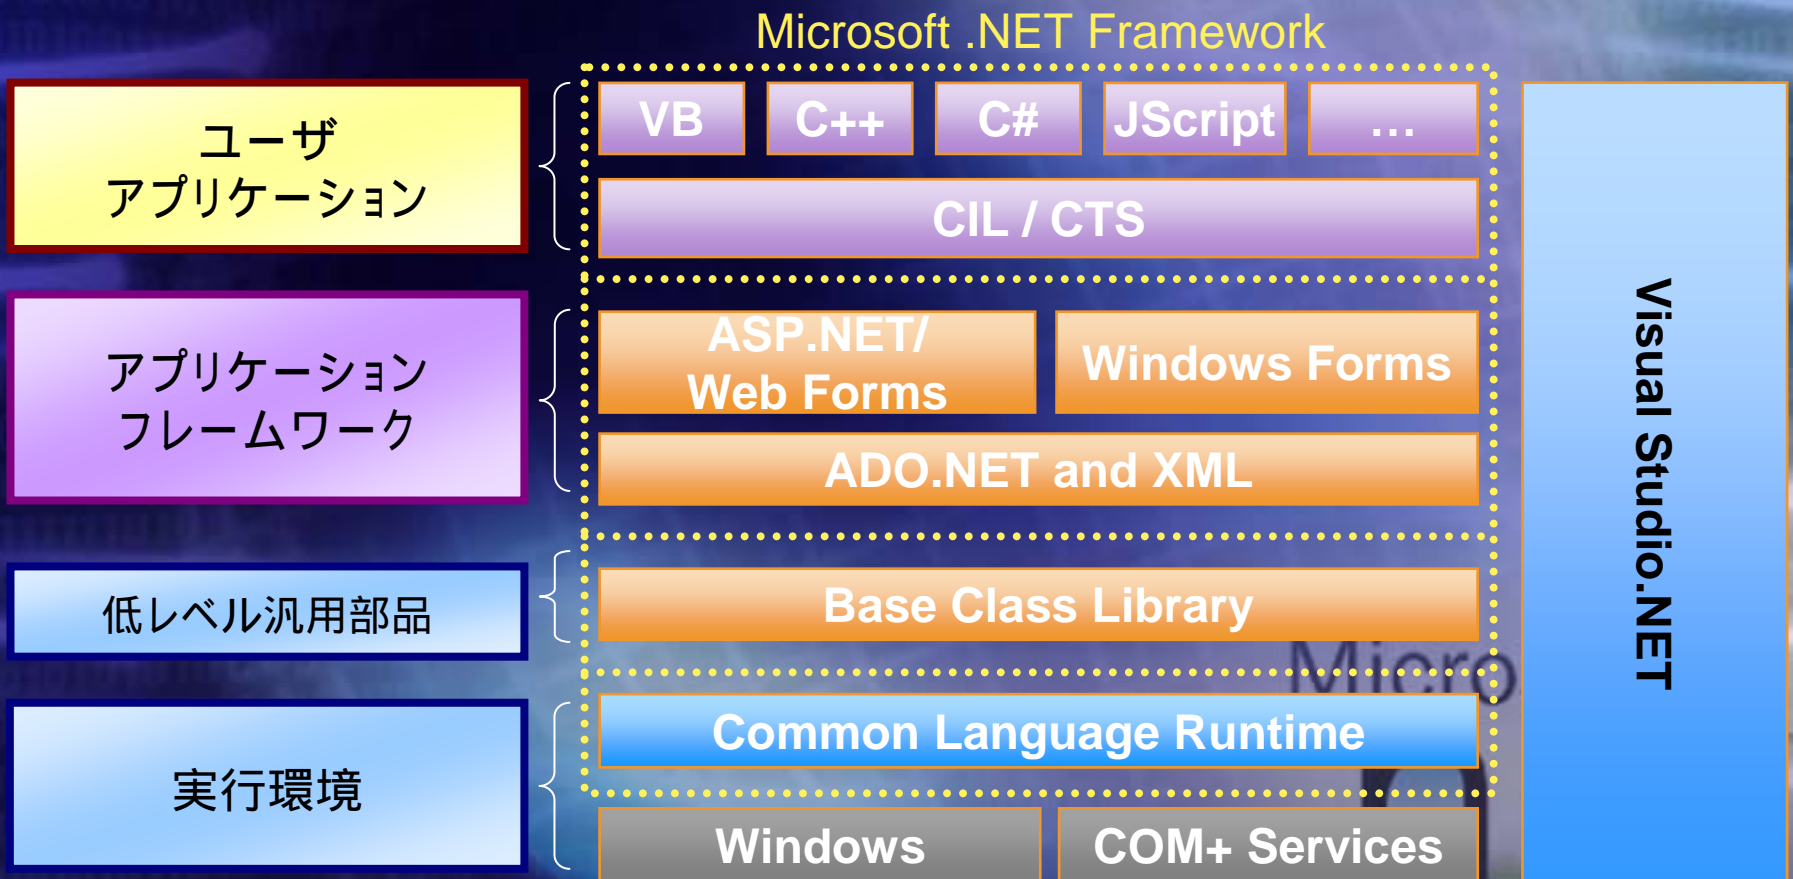 Microsoft .NET Framework
ユーザ
アプリケーション
VB
C++
C#
JScript
…
CIL / CTS
アプリケーション
フレームワーク
ASP.NET/
Web Forms
Windows Forms
ADO.NET and XML
低レベル汎用部品
Base Class Library
実行環境
Common Language Runtime
Windows
COM+ Services
Visual Studio.NET
Micro